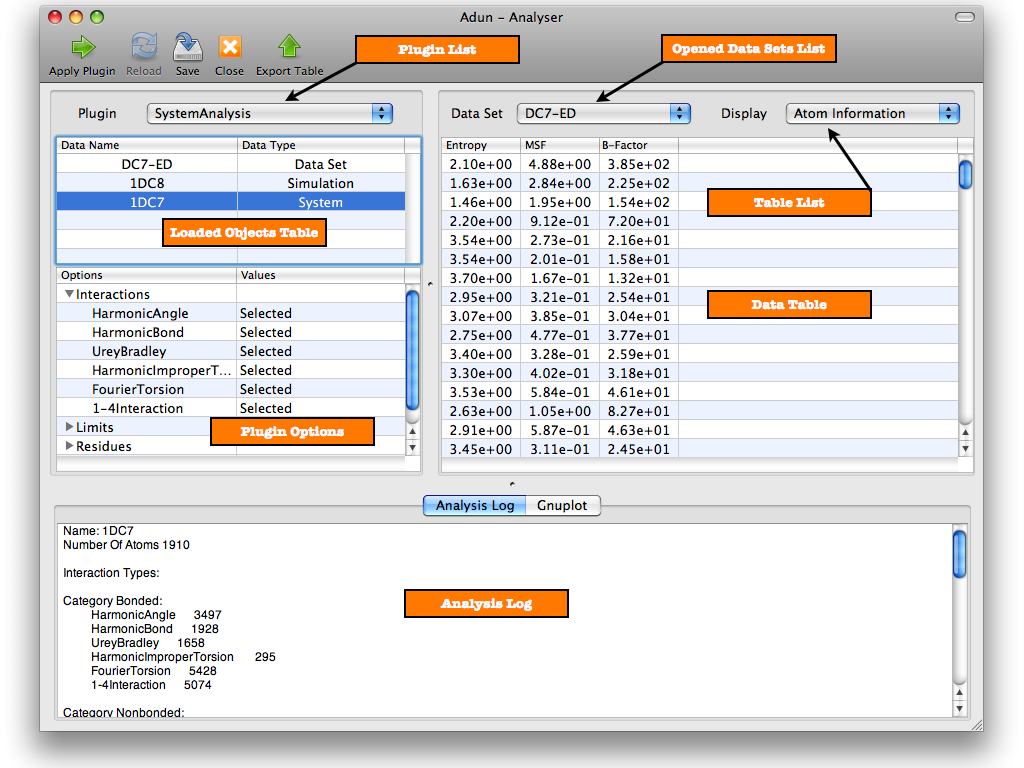 Adun - Analyser
Apply Plugin Reload Save Close Export Table
Plugin List
Opened Data Sets List
Plugin SystemAnalysis
Data Set DC7-ED Display Atom Information
Data Name Data Type
DC7-ED Data Set
1DC8 Simulation
1DC7 System
Loaded Objects Table
Options Values
Interactions
HarmonicAngle Selected
HarmonicBond Selected
UreyBradley Selected
HarmonicImproperT... Selected
FourierTorsion Selected
1-4Interaction Selected
Limits
Residues
Plugin Options
Entropy MSF B-Factor
2.10e+00 4.88e+00 3.85e+02
1.63e+00 2.84e+00 2.25e+02
1.46e+00 1.95e+00 1.54e+02
2.20e+00 9.12e-01 7.20e+01
3.54e+00 2.73e-01 2.16e+01
3.54e+00 2.01e-01 1.58e+01
3.70e+00 1.67e-01 1.32e+01
2.95e+00 3.21e-01 2.54e+01
3.07e+00 3.85e-01 3.04e+01
2.75e+00 4.77e-01 3.77e+01
3.40e+00 3.28e-01 2.59e+01
3.30e+00 4.02e-01 3.18e+01
3.53e+00 5.84e-01 4.61e+01
2.63e+00 1.05e+00 8.27e+01
2.91e+00 5.87e-01 4.63e+01
3.45e+00 3.11e-01 2.45e+01
Table List
Data Table
Analysis Log Gnuplot
Name: 1DC7
Number Of Atoms 1910
Interaction Types:
Category Bonded:
HarmonicAngle 3497
HarmonicBond 1928
UreyBradley 1658
HarmonicImproperTorsion 295
FourierTorsion 5428
1-4Interaction 5074
Category Nonbonded:
Analysis Log